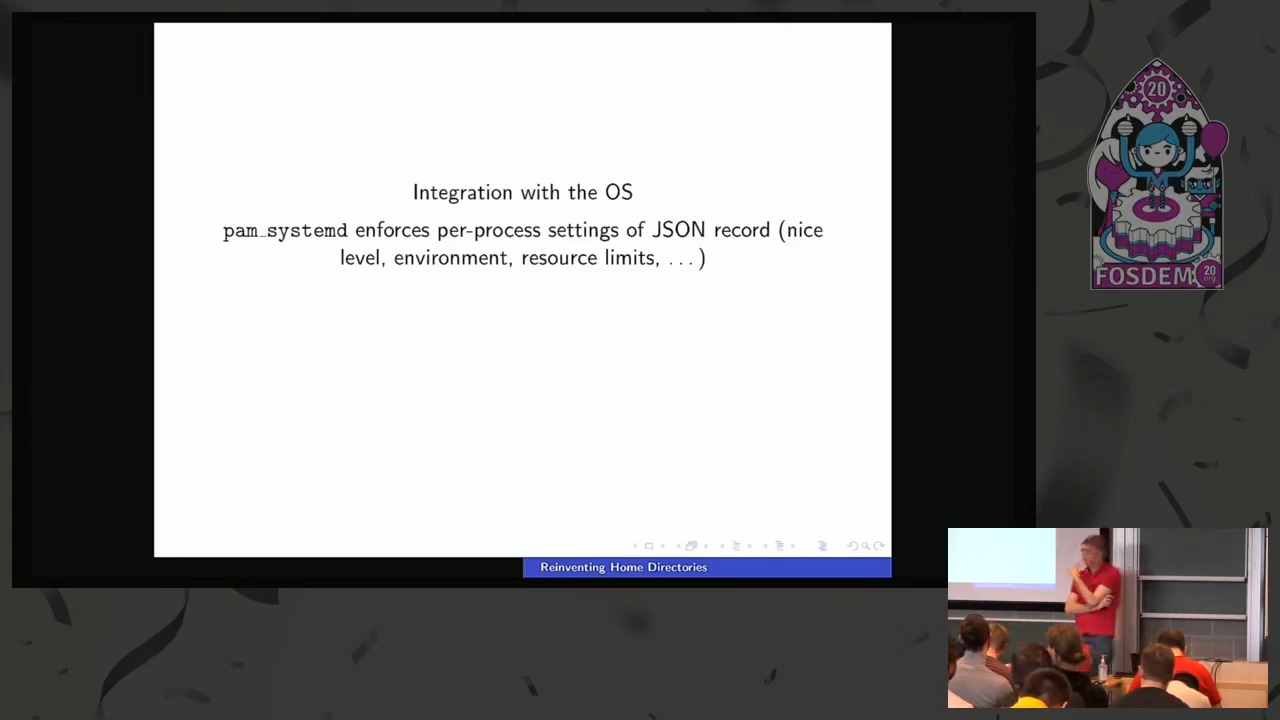 Integration with the OS
pam_systemd enforces per-process settings of JSON record (nice
level, environment, resource limits, ...)
Reinventing Home Directories
20
FOSDEM
20
.org